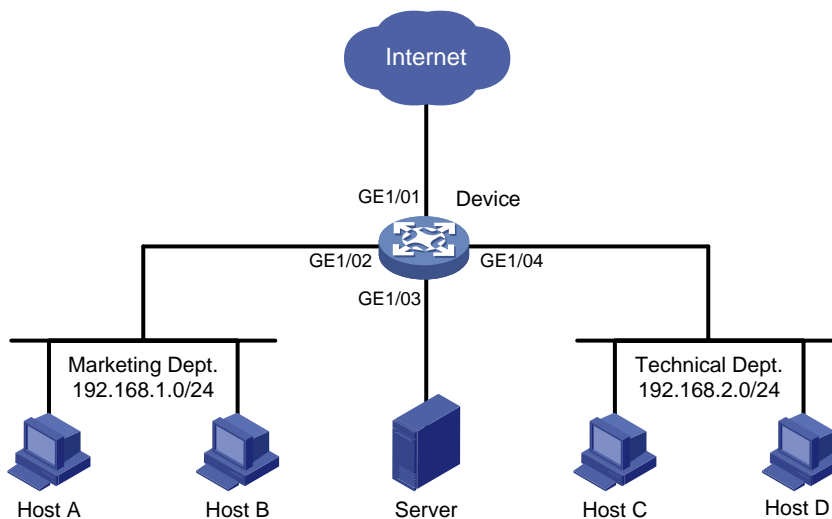 Internet
GE1/01
Device
GE1/02
GE1/04
GE1/03
Marketing Dept.
192.168.1.0/24
Technical Dept.
192.168.2.0/24
Host A
Host B
Server
Host C
Host D